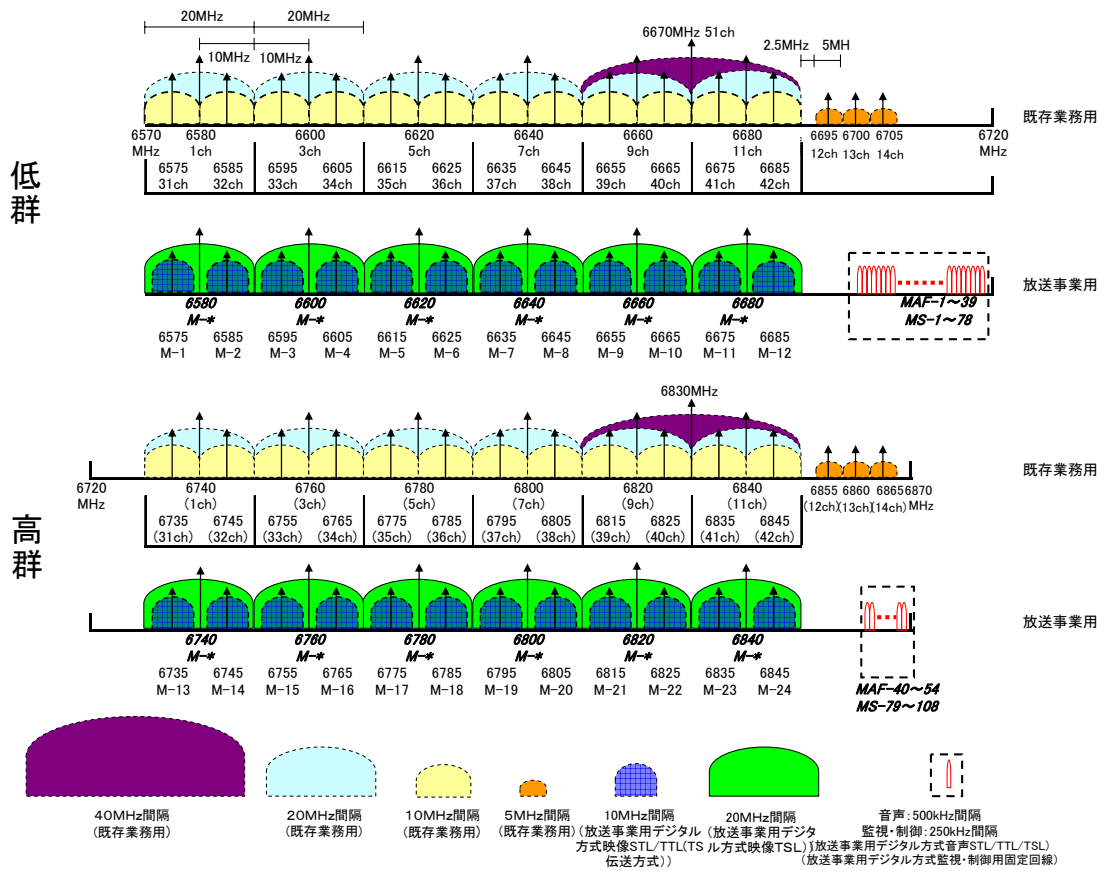 20MHz 20MHz
10MHz 10MHz
6670MHz 51ch
2.5MHz 5MH
既存業務用
6570 6580 6600 6620 6640 6660 6680 6695 6700 6705 6720
MHz 1ch 3ch 5ch 7ch 9ch 11ch 12ch 13ch 14ch MHz
6575 6585 6595 6605 6615 6625 6635 6645 6655 6665 6675 6685
31ch 32ch 33ch 34ch 35ch 36ch 37ch 38ch 39ch 40ch 41ch 42ch
低群
放送事業用
6580 6600 6620 6640 6660 6680 MAF-1~39
M-* M-* M-* M-* M-* M-* MS-1~78
6575 6585 6595 6605 6615 6625 6635 6645 6655 6665 6675 6685
M-1 M-2 M-3 M-4 M-5 M-6 M-7 M-8 M-9 M-10 M-11 M-12
6830MHz
既存業務用
6720 6740 6760 6780 6800 6820 6840 6855 6860 6865 6870
MHz (1ch) (3ch) (5ch) (7ch) (9ch) (11ch) (12ch) (13ch) (14ch) MHz
6735 6745 6755 6765 6775 6785 6795 6805 6815 6825 6835 6845
(31ch) (32ch) (33ch) (34ch) (35ch) (36ch) (37ch) (38ch) (39ch) (40ch) (41ch) (42ch)
高群
放送事業用
6740 6760 6780 6800 6820 6840
M-* M-* M-* M-* M-* M-*
6735 6745 6755 6765 6775 6785 6795 6805 6815 6825 6835 6845
M-13 M-14 M-15 M-16 M-17 M-18 M-19 M-20 M-21 M-22 M-23 M-24
MAF-40~54
MS-79~108
40MHz間隔
(既存業務用)
20MHz間隔
(既存業務用)
10MHz間隔
(既存業務用)
5MHz間隔
(既存業務用)
10MHz間隔
(放送事業用デジタル
方式映像STL/TTL(TS
伝送方式))
20MHz間隔
(放送事業用デジタ
ル方式映像TSL)
音声:500kHz間隔
監視・制御:250kHz間隔
(放送事業用デジタル方式音声STL/TTL/TSL)
(放送事業用デジタル方式監視・制御用固定回線)